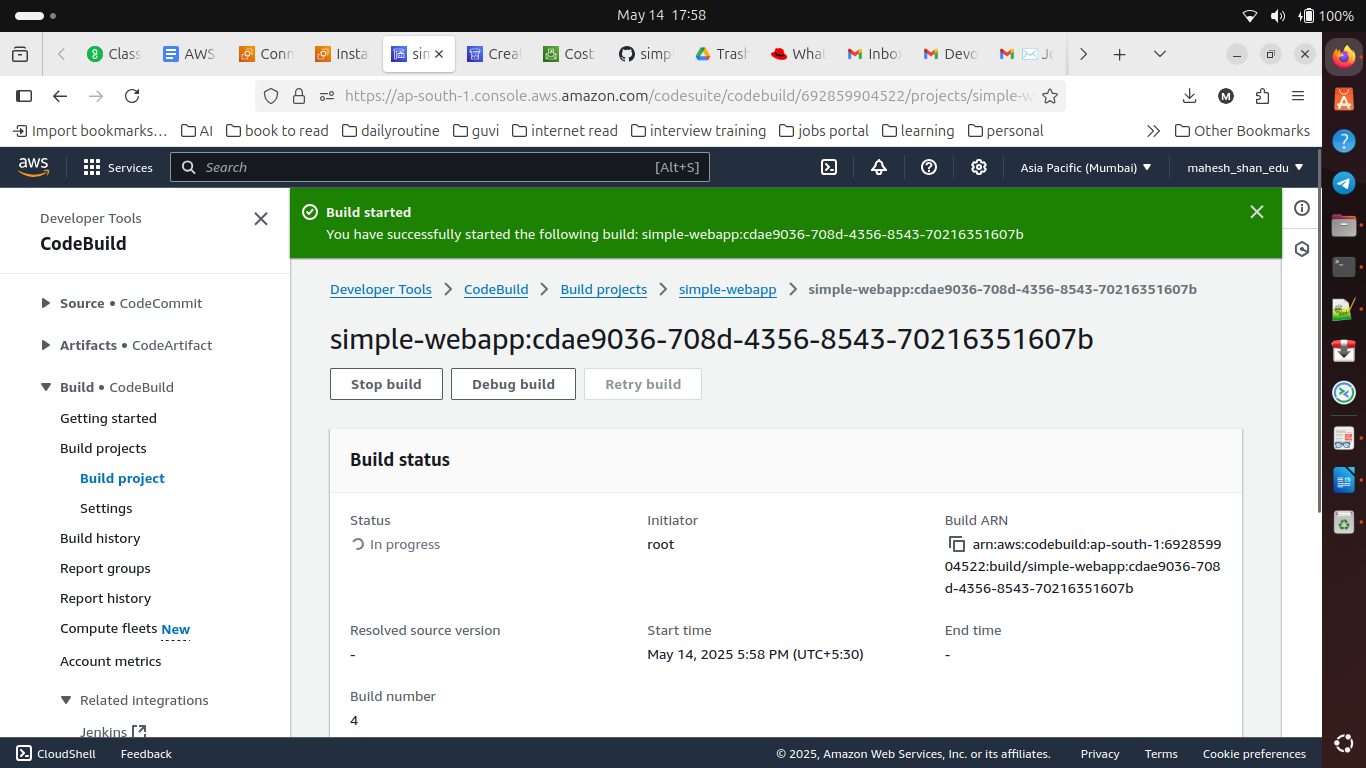 May 14 17:58
100%
Class
AWS
Conn
Insta
sim
Creat
Cost
simpl
Trash
What
Inbo
Devo
Jo
https://ap-south-1.console.aws.amazon.com/codesuite/codebuild/692859904522/projects/simple-w
M
Import bookmarks…
AI
book to read
dailyroutine
guvi
internet read
interview training
jobs portal
learning
personal
Other Bookmarks
aws
Services
Search
[Alt+S]
Asia Pacific (Mumbai)
mahesh_shan_edu
Developer Tools
CodeBuild
Source • CodeCommit
Artifacts • CodeArtifact
Build • CodeBuild
Getting started
Build projects
Build project
Settings
Build history
Report groups
Report history
Compute fleets New
Account metrics
Related integrations
Jenkins
Build started
You have successfully started the following build: simple-webapp:cdae9036-708d-4356-8543-70216351607b
Developer Tools > CodeBuild > Build projects > simple-webapp > simple-webapp:cdae9036-708d-4356-8543-70216351607b
simple-webapp:cdae9036-708d-4356-8543-70216351607b
Stop build
Debug build
Retry build
Build status
Status
In progress
Initiator
root
Build ARN
arn:aws:codebuild:ap-south-1:6928599
04522:build/simple-webapp:cdae9036-708
d-4356-8543-70216351607b
Resolved source version
-
Start time
May 14, 2025 5:58 PM (UTC+5:30)
End time
-
Build number
4
CloudShell
Feedback
© 2025, Amazon Web Services, Inc. or its affiliates.
Privacy
Terms
Cookie preferences